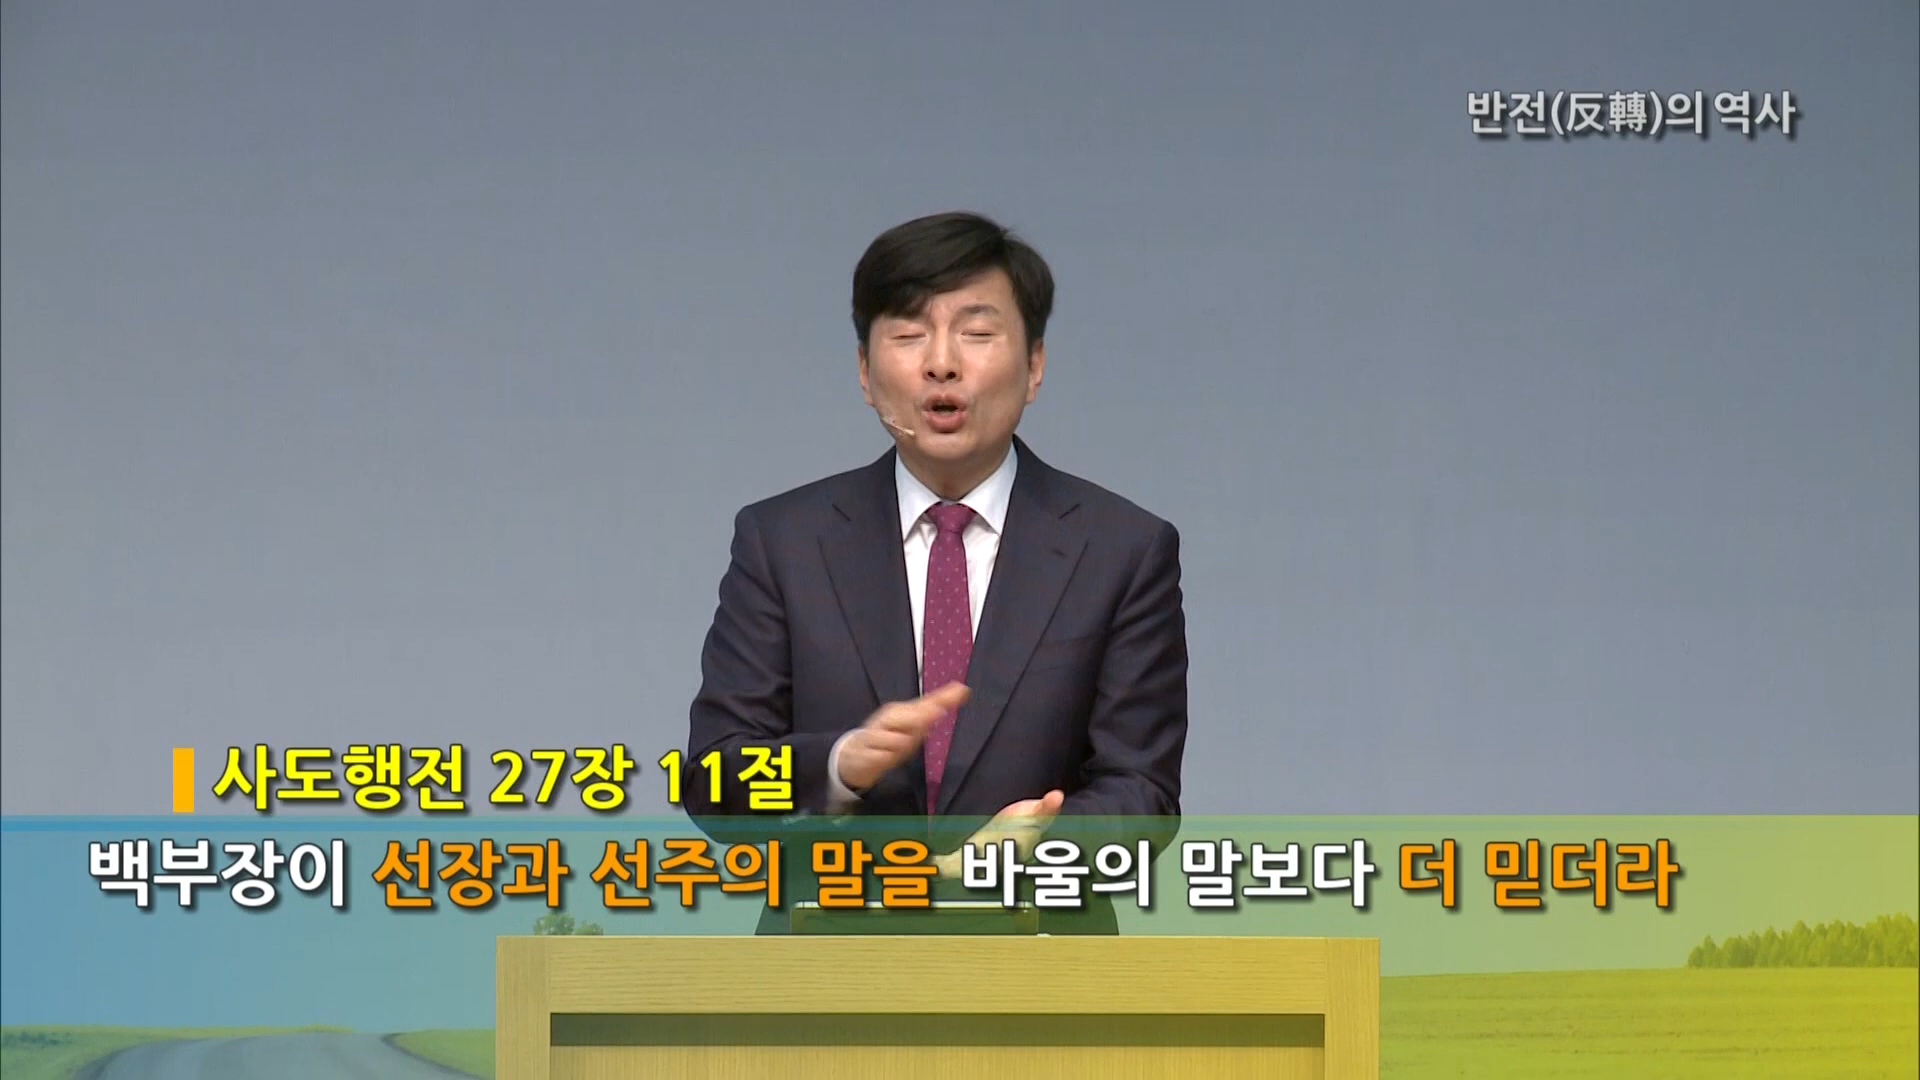 반전(反轉)의 역사
사도행전 27장 11절
백부장이 선장과 선주의 말을 바울의 말보다 더 믿더라